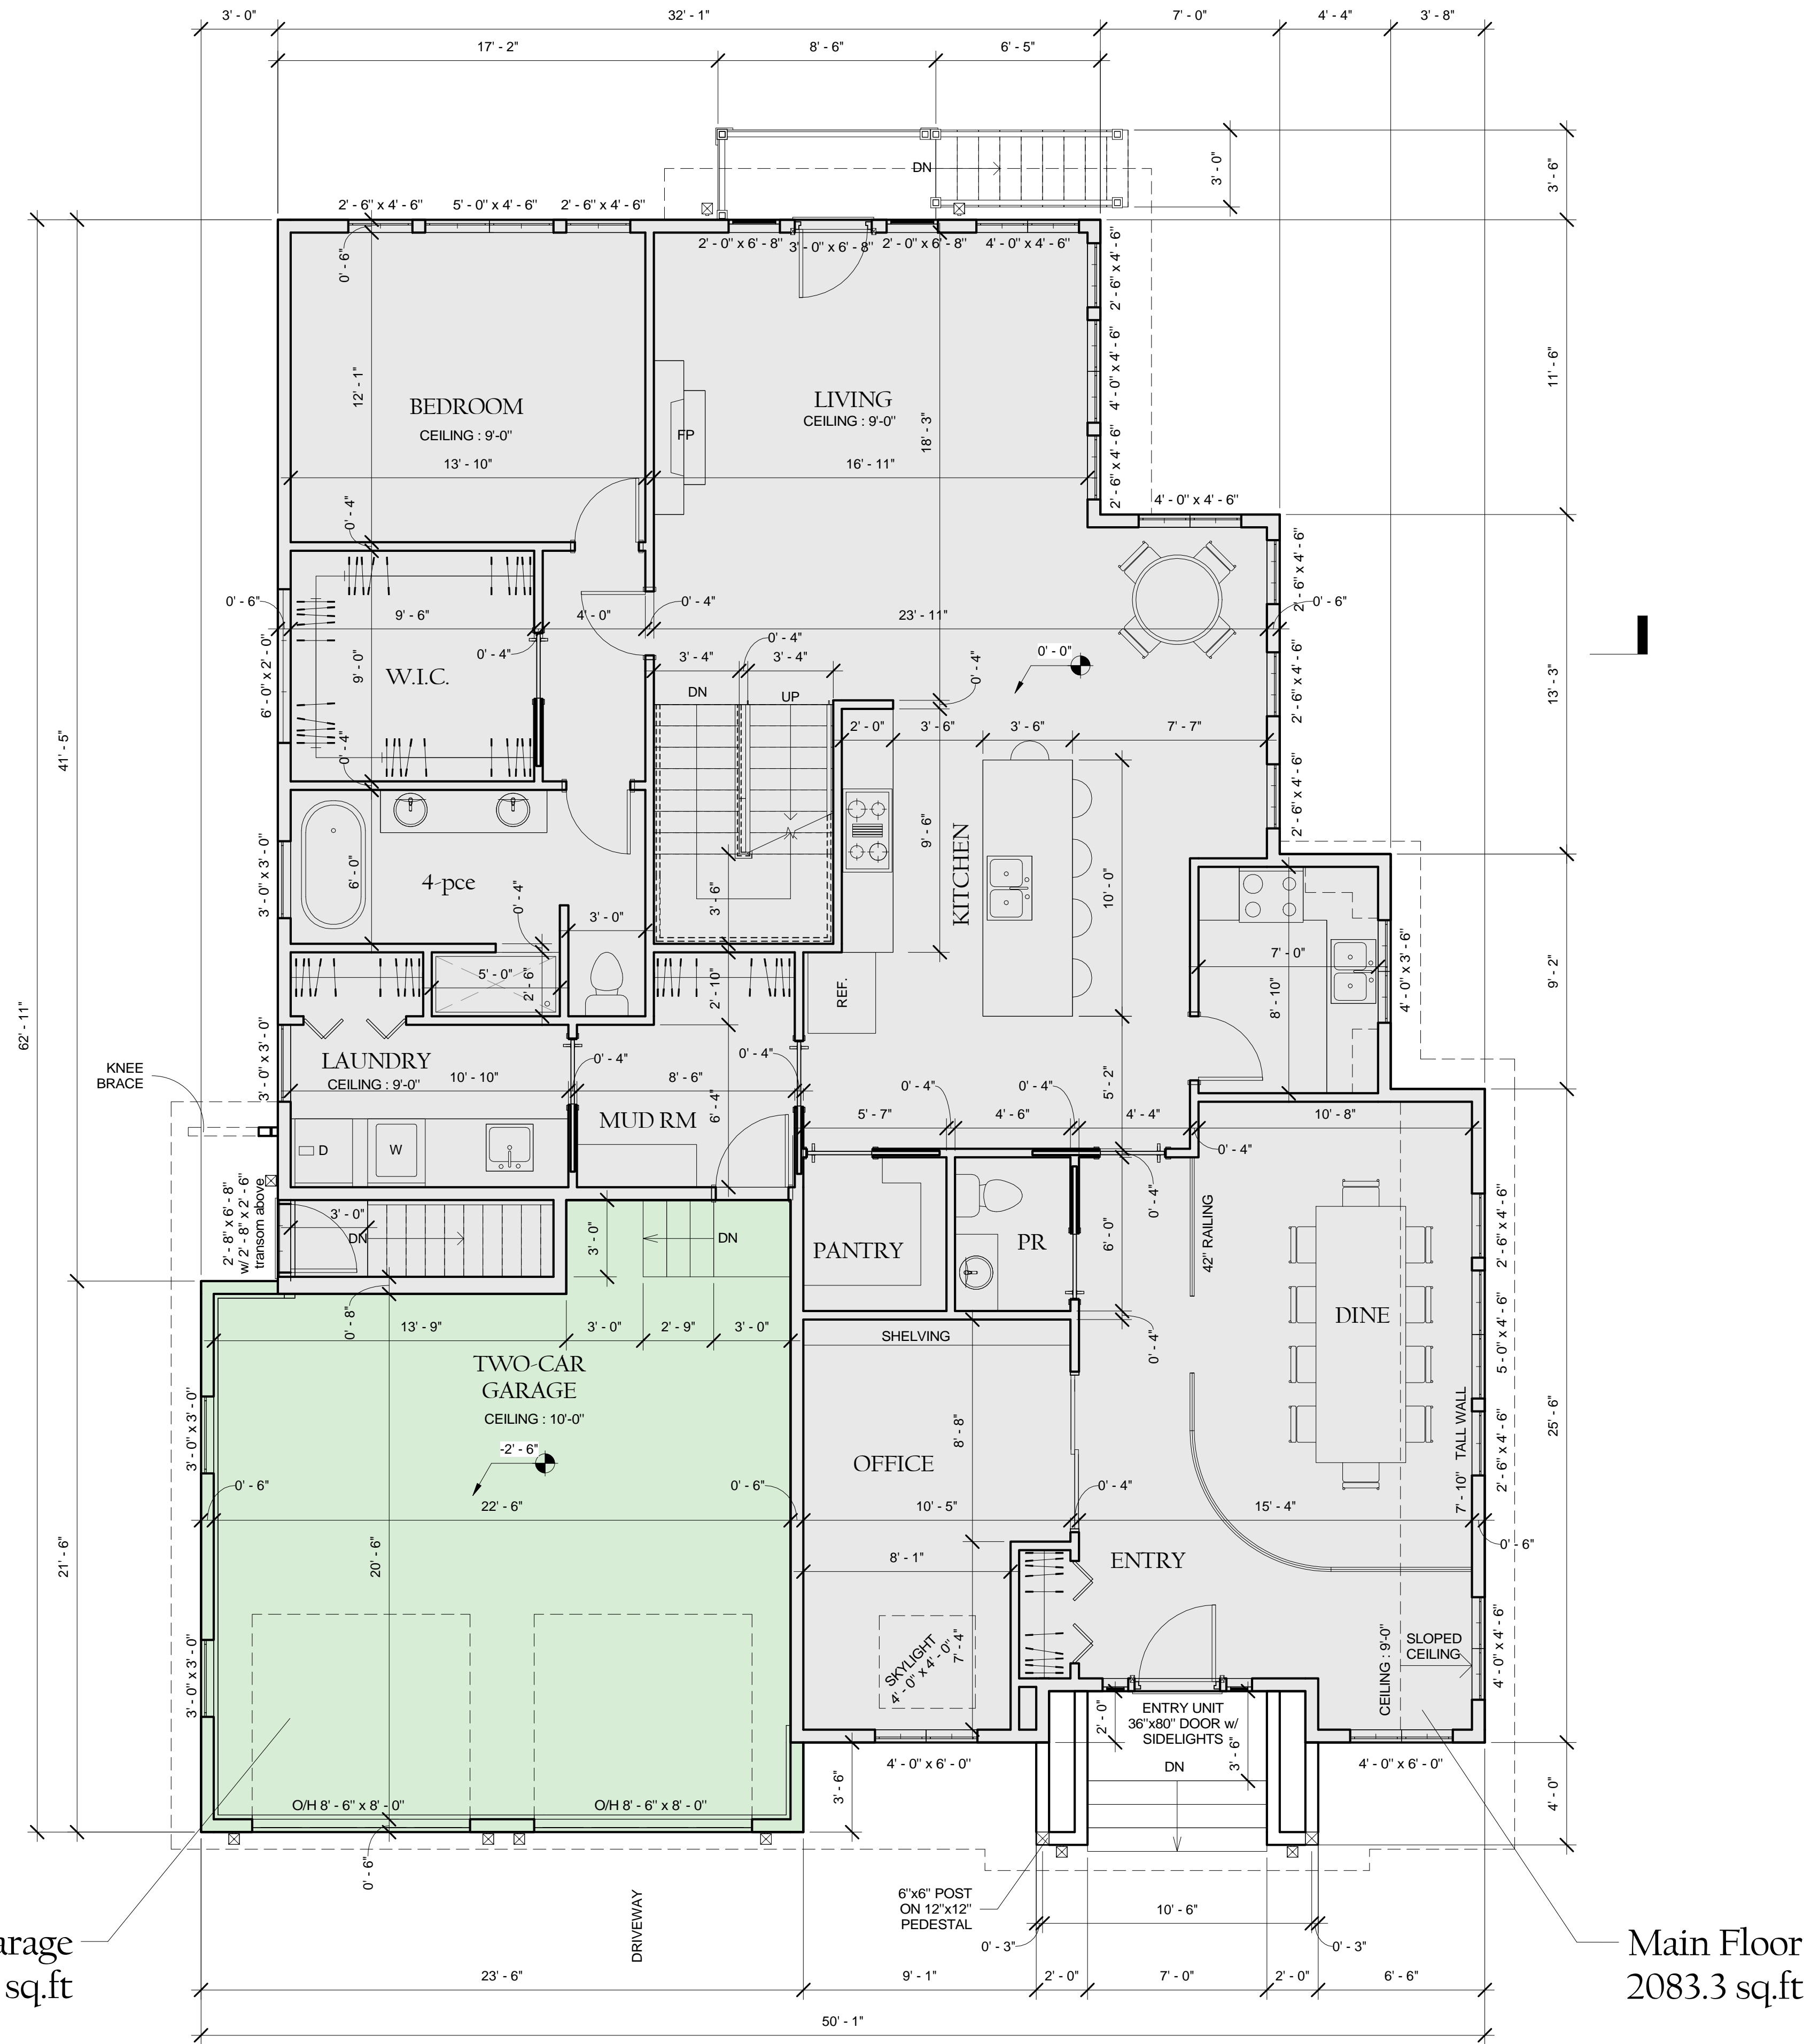 3' - 0"
32' - 1"
7' - 0"
4' - 4"
3' - 8"
17' - 2"
8' - 6"
6' - 5"
DN
3' - 0"
3' - 6"
2' - 6" x 4' - 6"
5' - 0" x 4' - 6"
2' - 6" x 4' - 6"
2' - 0" x 6' - 8"
3' - 0" x 6' - 8"
2' - 0" x 6' - 8"
4' - 0" x 4' - 6"
0' - 6"
2' - 6" x 4' - 6"
4' - 0" x 4' - 6"
2' - 6" x 4' - 6"
11' - 6"
12' - 1"
BEDROOM
CEILING : 9'-0"
13' - 10"
0' - 4"
LIVING
CEILING : 9'-0"
FP
18' - 3"
16' - 11"
4' - 0" x 4' - 6"
2' - 6" x 4' - 6"
2' - 6" x 4' - 6"
2' - 6" x 4' - 6"
0' - 6"
13' - 3"
0' - 6"
9' - 6"
4' - 0"
0' - 4"
23' - 11"
0' - 4"
0' - 4"
6' - 0" x 2' - 0"
9' - 0"
W.I.C.
0' - 4"
3' - 4"
3' - 4"
DN
UP
0' - 4"
0' - 0"
2' - 0"
3' - 6"
3' - 6"
7' - 7"
41' - 5"
62' - 11"
3' - 0" x 3' - 0"
6' - 0"
4-pce
0' - 4"
3' - 0"
3' - 6"
9' - 6"
KITCHEN
10' - 0"
7' - 0"
8' - 10"
4' - 0" x 3' - 6"
9' - 2"
5' - 0"
2' - 6"
2' - 10"
REF.
3' - 0" x 3' - 0"
KNEE
BRACE
LAUNDRY
CEILING : 9'-0"
10' - 10"
0' - 4"
0' - 4"
8' - 6"
MUD RM
6' - 4"
D
W
5' - 2"
0' - 4"
0' - 4"
5' - 7"
4' - 6"
4' - 4"
0' - 4"
10' - 8"
2' - 8" x 6' - 8"
w/ 2' - 8" x 2' - 6"
transom above
3' - 0"
DN
3' - 0"
DN
0' - 8"
PANTRY
PR
6' - 0"
0' - 4"
0' - 4"
42" RAILING
DINE
2' - 6" x 4' - 6"
5 - 0" x 4' - 6"
2' - 6" x 4' - 6"
7' - 10" TALL WALL
25' - 6"
13' - 9"
3' - 0"
2' - 9"
3' - 0"
TWO-CAR
GARAGE
CEILING : 10'-0"
-2' - 6"
SHELVING
8' - 8"
OFFICE
3' - 0" x 3' - 0"
0' - 6"
22' - 6"
0' - 6"
10' - 5"
0' - 4"
15' - 4"
0' - 6"
21' - 6"
20' - 6"
8' - 1"
ENTRY
3' - 0" x 3' - 0"
SKYLIGHT
4' - 0" x 4' - 0"
7' - 4"
CEILING : 9'-0"
SLOPED
CEILING
4' - 0" x 4' - 6"
2' - 0"
ENTRY UNIT
36"x80" DOOR w/
SIDELIGHTS
3' - 6"
DN
4' - 0" x 6' - 0"
4' - 0" x 6' - 0"
3' - 6"
4' - 0"
O/H 8' - 6" x 8' - 0"
O/H 8' - 6" x 8' - 0"
0' - 6"
DRIVEWAY
6"x6" POST
ON 12"x12"
PEDESTAL
10' - 6"
0' - 3"
0' - 3"
arage
sq.ft
Main Floor
2083.3 sq.ft
23' - 6"
9' - 1"
2' - 0"
7' - 0"
2' - 0"
6' - 6"
50' - 1"